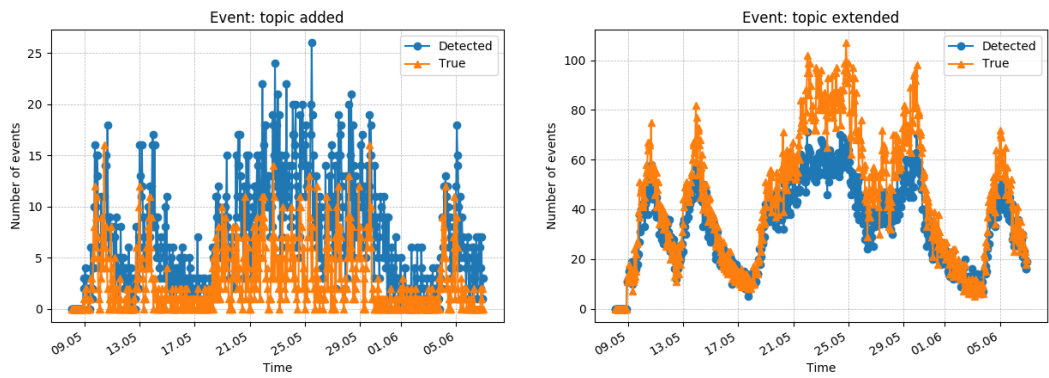 Event: topic added
Number of events
25
20
15
10
5
0
Detected
True
09.05
13.05
17.05
21.05
25.05
29.05
01.06
05.06
Time
Event: topic extended
Number of events
100
80
60
40
20
0
Detected
True
09.05
13.05
17.05
21.05
25.05
29.05
01.06
05.06
Time